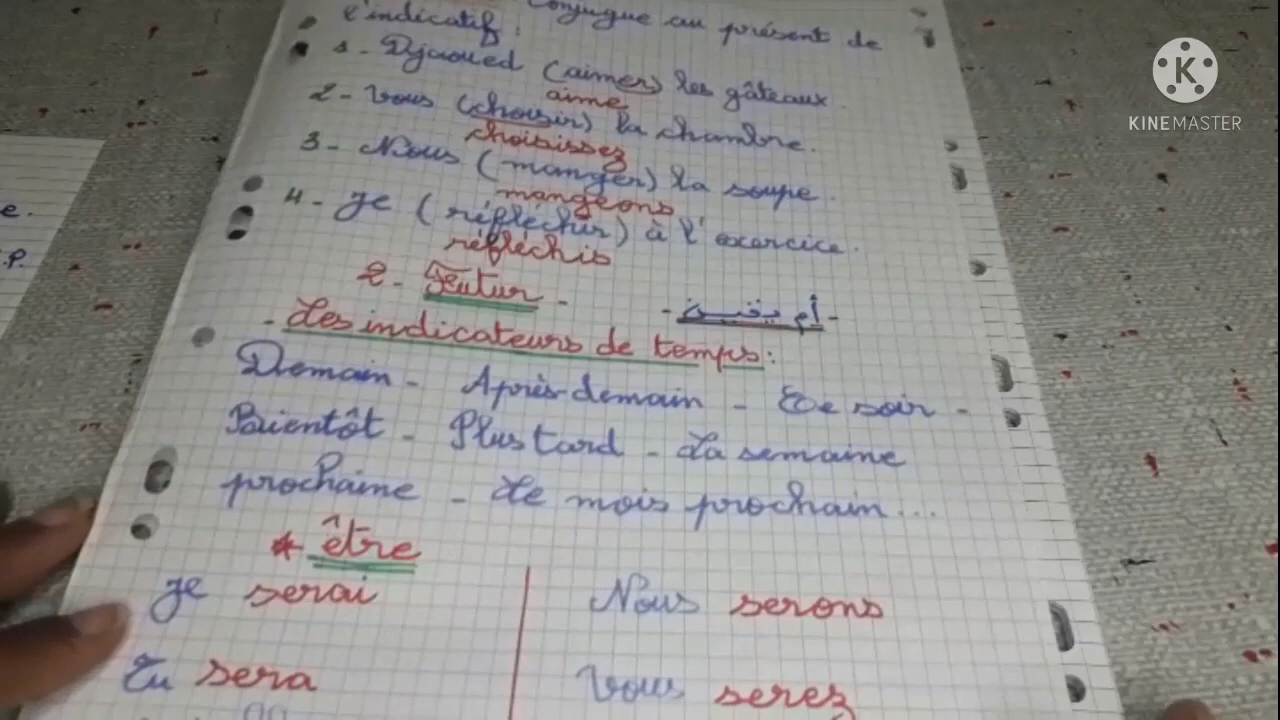 Conjugue au présent de
l'indicatif :
1 - Djaoued (aimer) les gâteaux.
aime
2 - Vous (choisir) la chambre.
choisissez
3 - Nous (manger) la soupe.
mangeons
4 - Je (réfléchir) à l'exercice.
réfléchis
2 - Futur -
- أم يقين -
- Les indicateurs de temps :
Demain - Après-demain - Ce soir -
Bientôt - Plus tard - La semaine
prochaine - Le mois prochain...
* être
Je serai
Nous serons
Tu sera
Vous serez
e.
P.
KINEMASTER